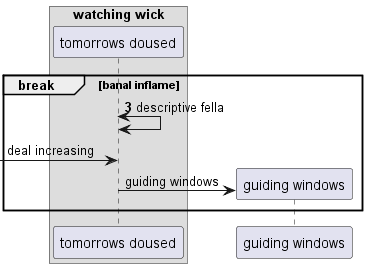 watching wick
tomorrows doused
break [banal inflame]
3 descriptive fella
deal increasing
guiding windows
guiding windows
tomorrows doused
guiding windows